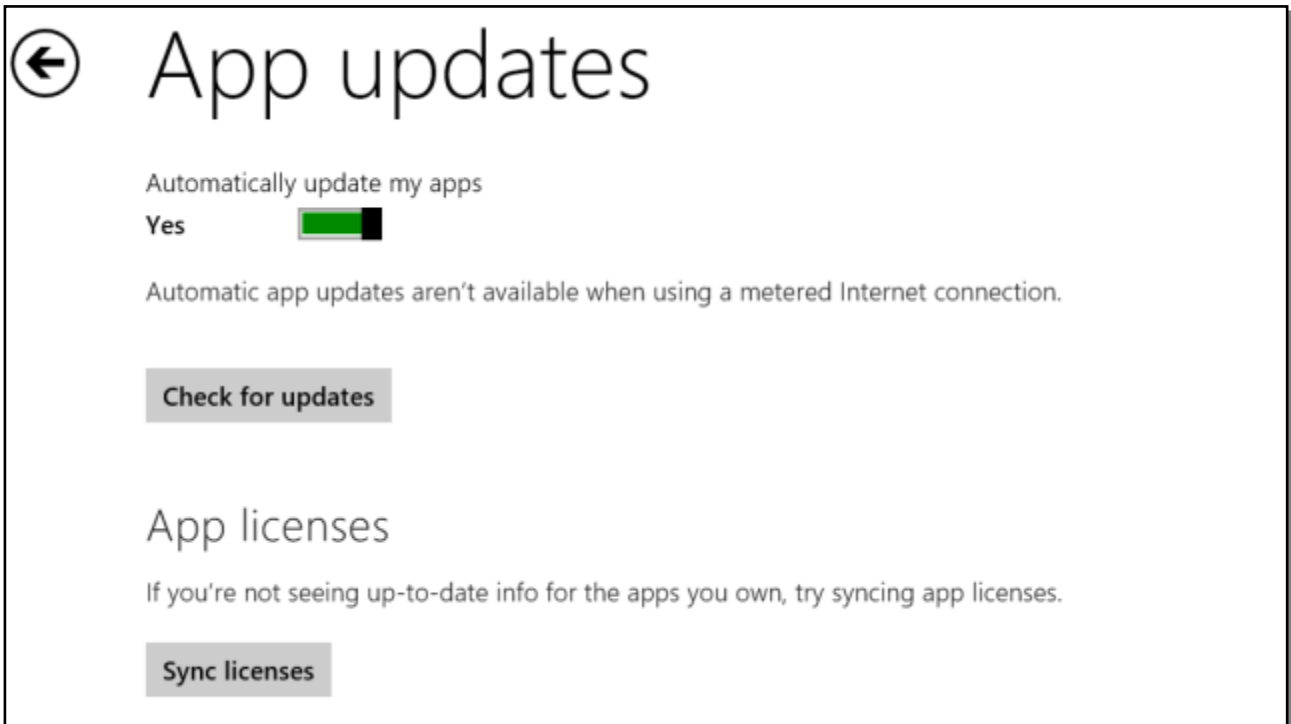 App updates
Automatically update my apps
Yes
Automatic app updates aren't available when using a metered Internet connection.
Check for updates
App licenses
If you're not seeing up-to-date info for the apps you own, try syncing app licenses.
Sync licenses